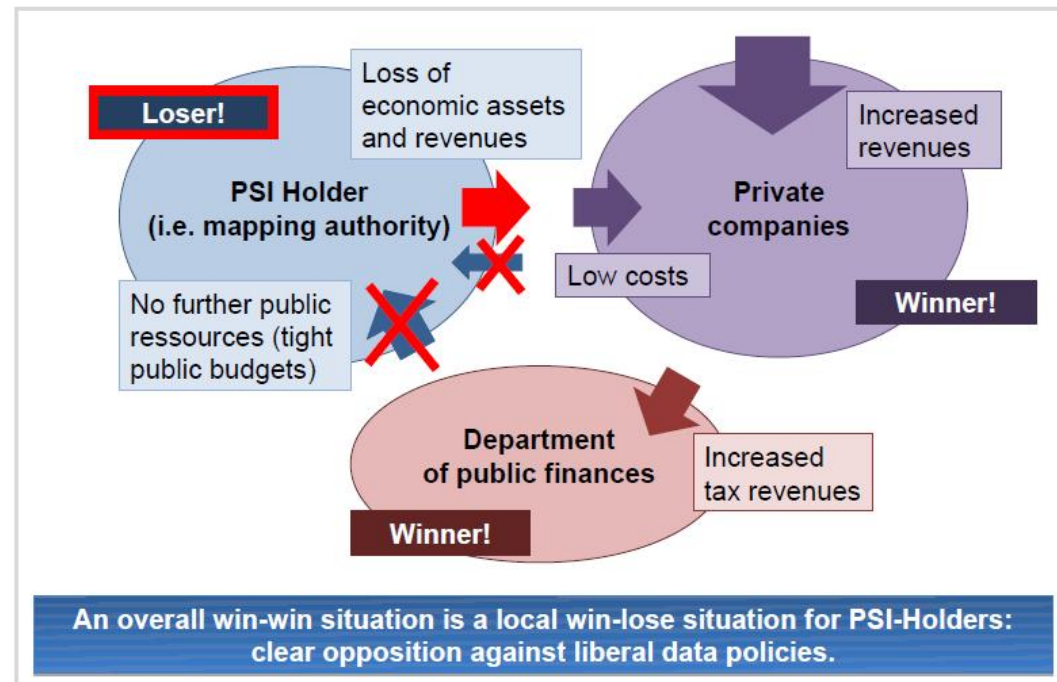 Loser!
Loss of
economic assets
and revenues
PSI Holder
(i.e. mapping authority)
No further public
ressources (tight
public budgets)
Increased
revenues
Private
companies
Low costs
Winner!
Department
of public finances
Increased
tax revenues
Winner!
An overall win-win situation is a local win-lose situation for PSI-Holders:
clear opposition against liberal data policies.